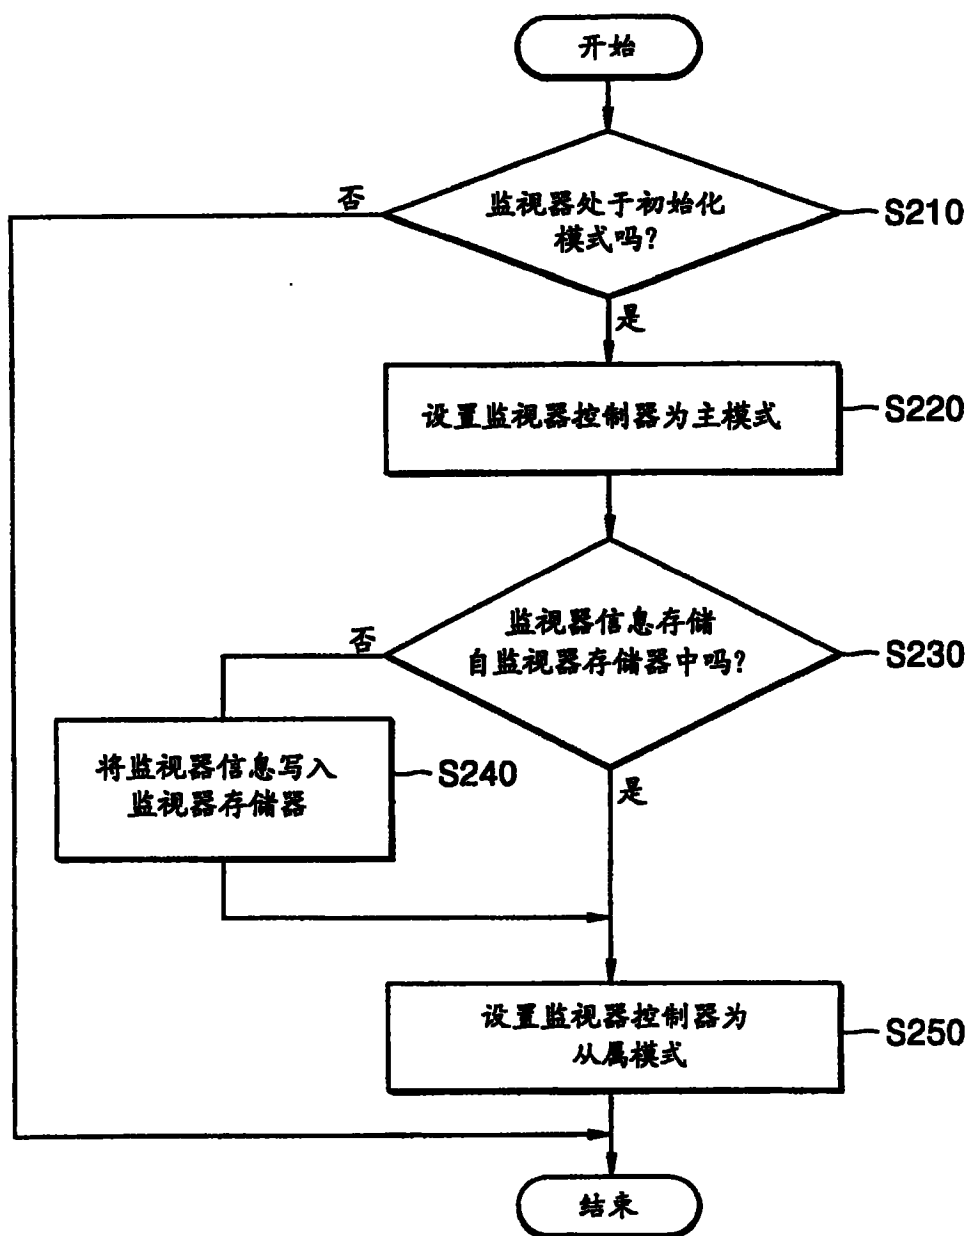 开始
监视器处于初始化
模式吗?
S210
否
是
设置监视器控制器为主模式
S220
监视器信息存储
自监视器存储器中吗?
S230
否
将监视器信息写入
监视器存储器
S240
是
设置监视器控制器为
从属模式
S250
结束